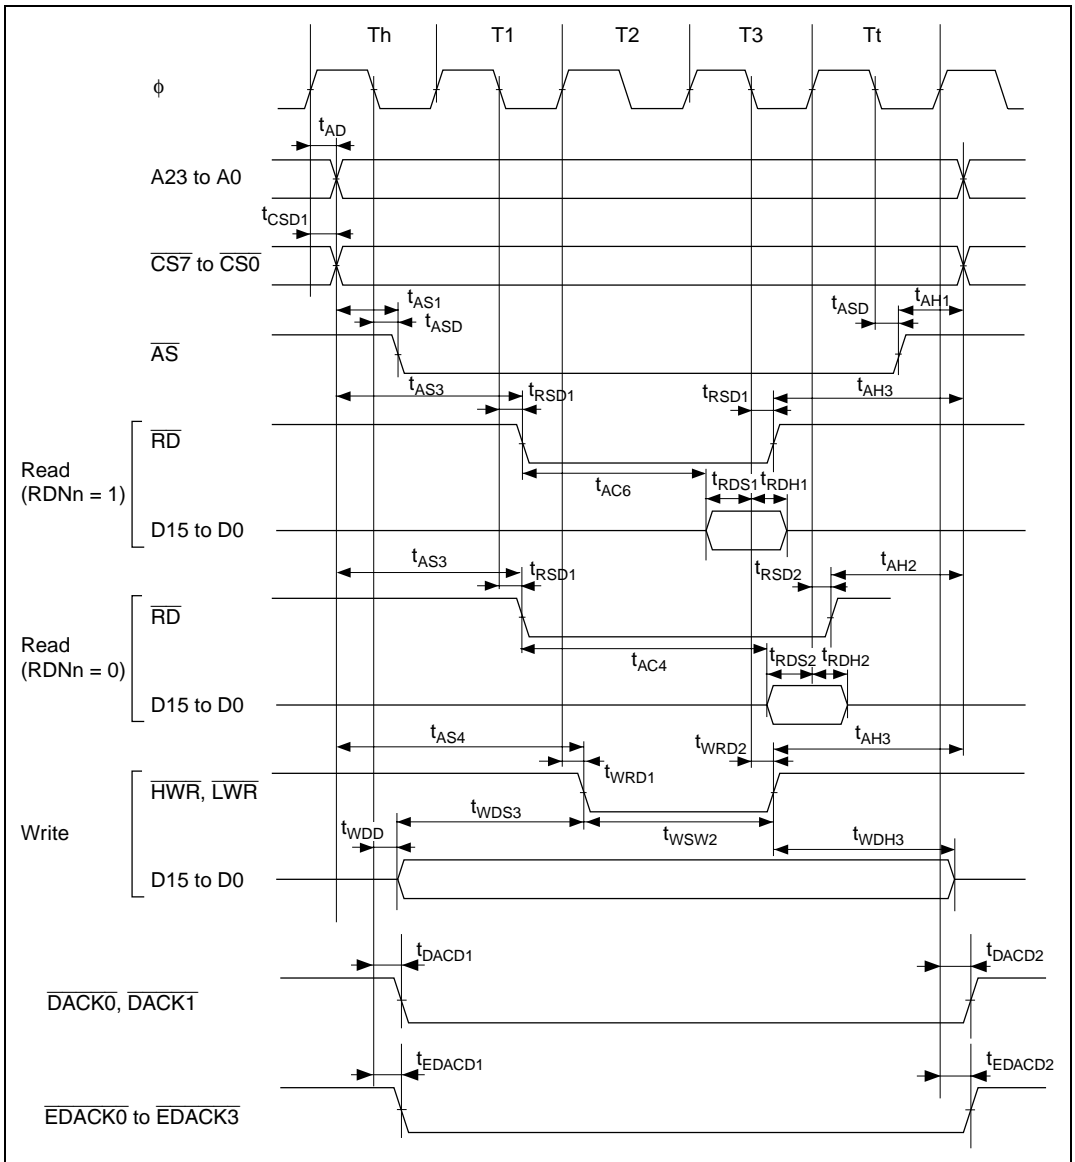 Th T1 T2 T3 Tt
ϕ
tAD
A23 to A0
tCSD1
CS7 to CS0
tAS1 tASD tAH1
tASD
AS
tAS3 tRSD1 tRSD1 tAH3
RD
Read
(RDNn = 1)
tAC6 tRDS1 tRDH1
D15 to D0
tAS3 tRSD1 tRSD2 tAH2
RD
Read
(RDNn = 0)
tAC4 tRDS2 tRDH2
D15 to D0
tAS4 tWRD2 tAH3
tWRD1
HWR, LWR
Write
tWDD tWDS3 tWSW2 tWDH3
D15 to D0
tDACD1 tDACD2
DACK0, DACK1
tEDACD1 tEDACD2
EDACK0 to EDACK3